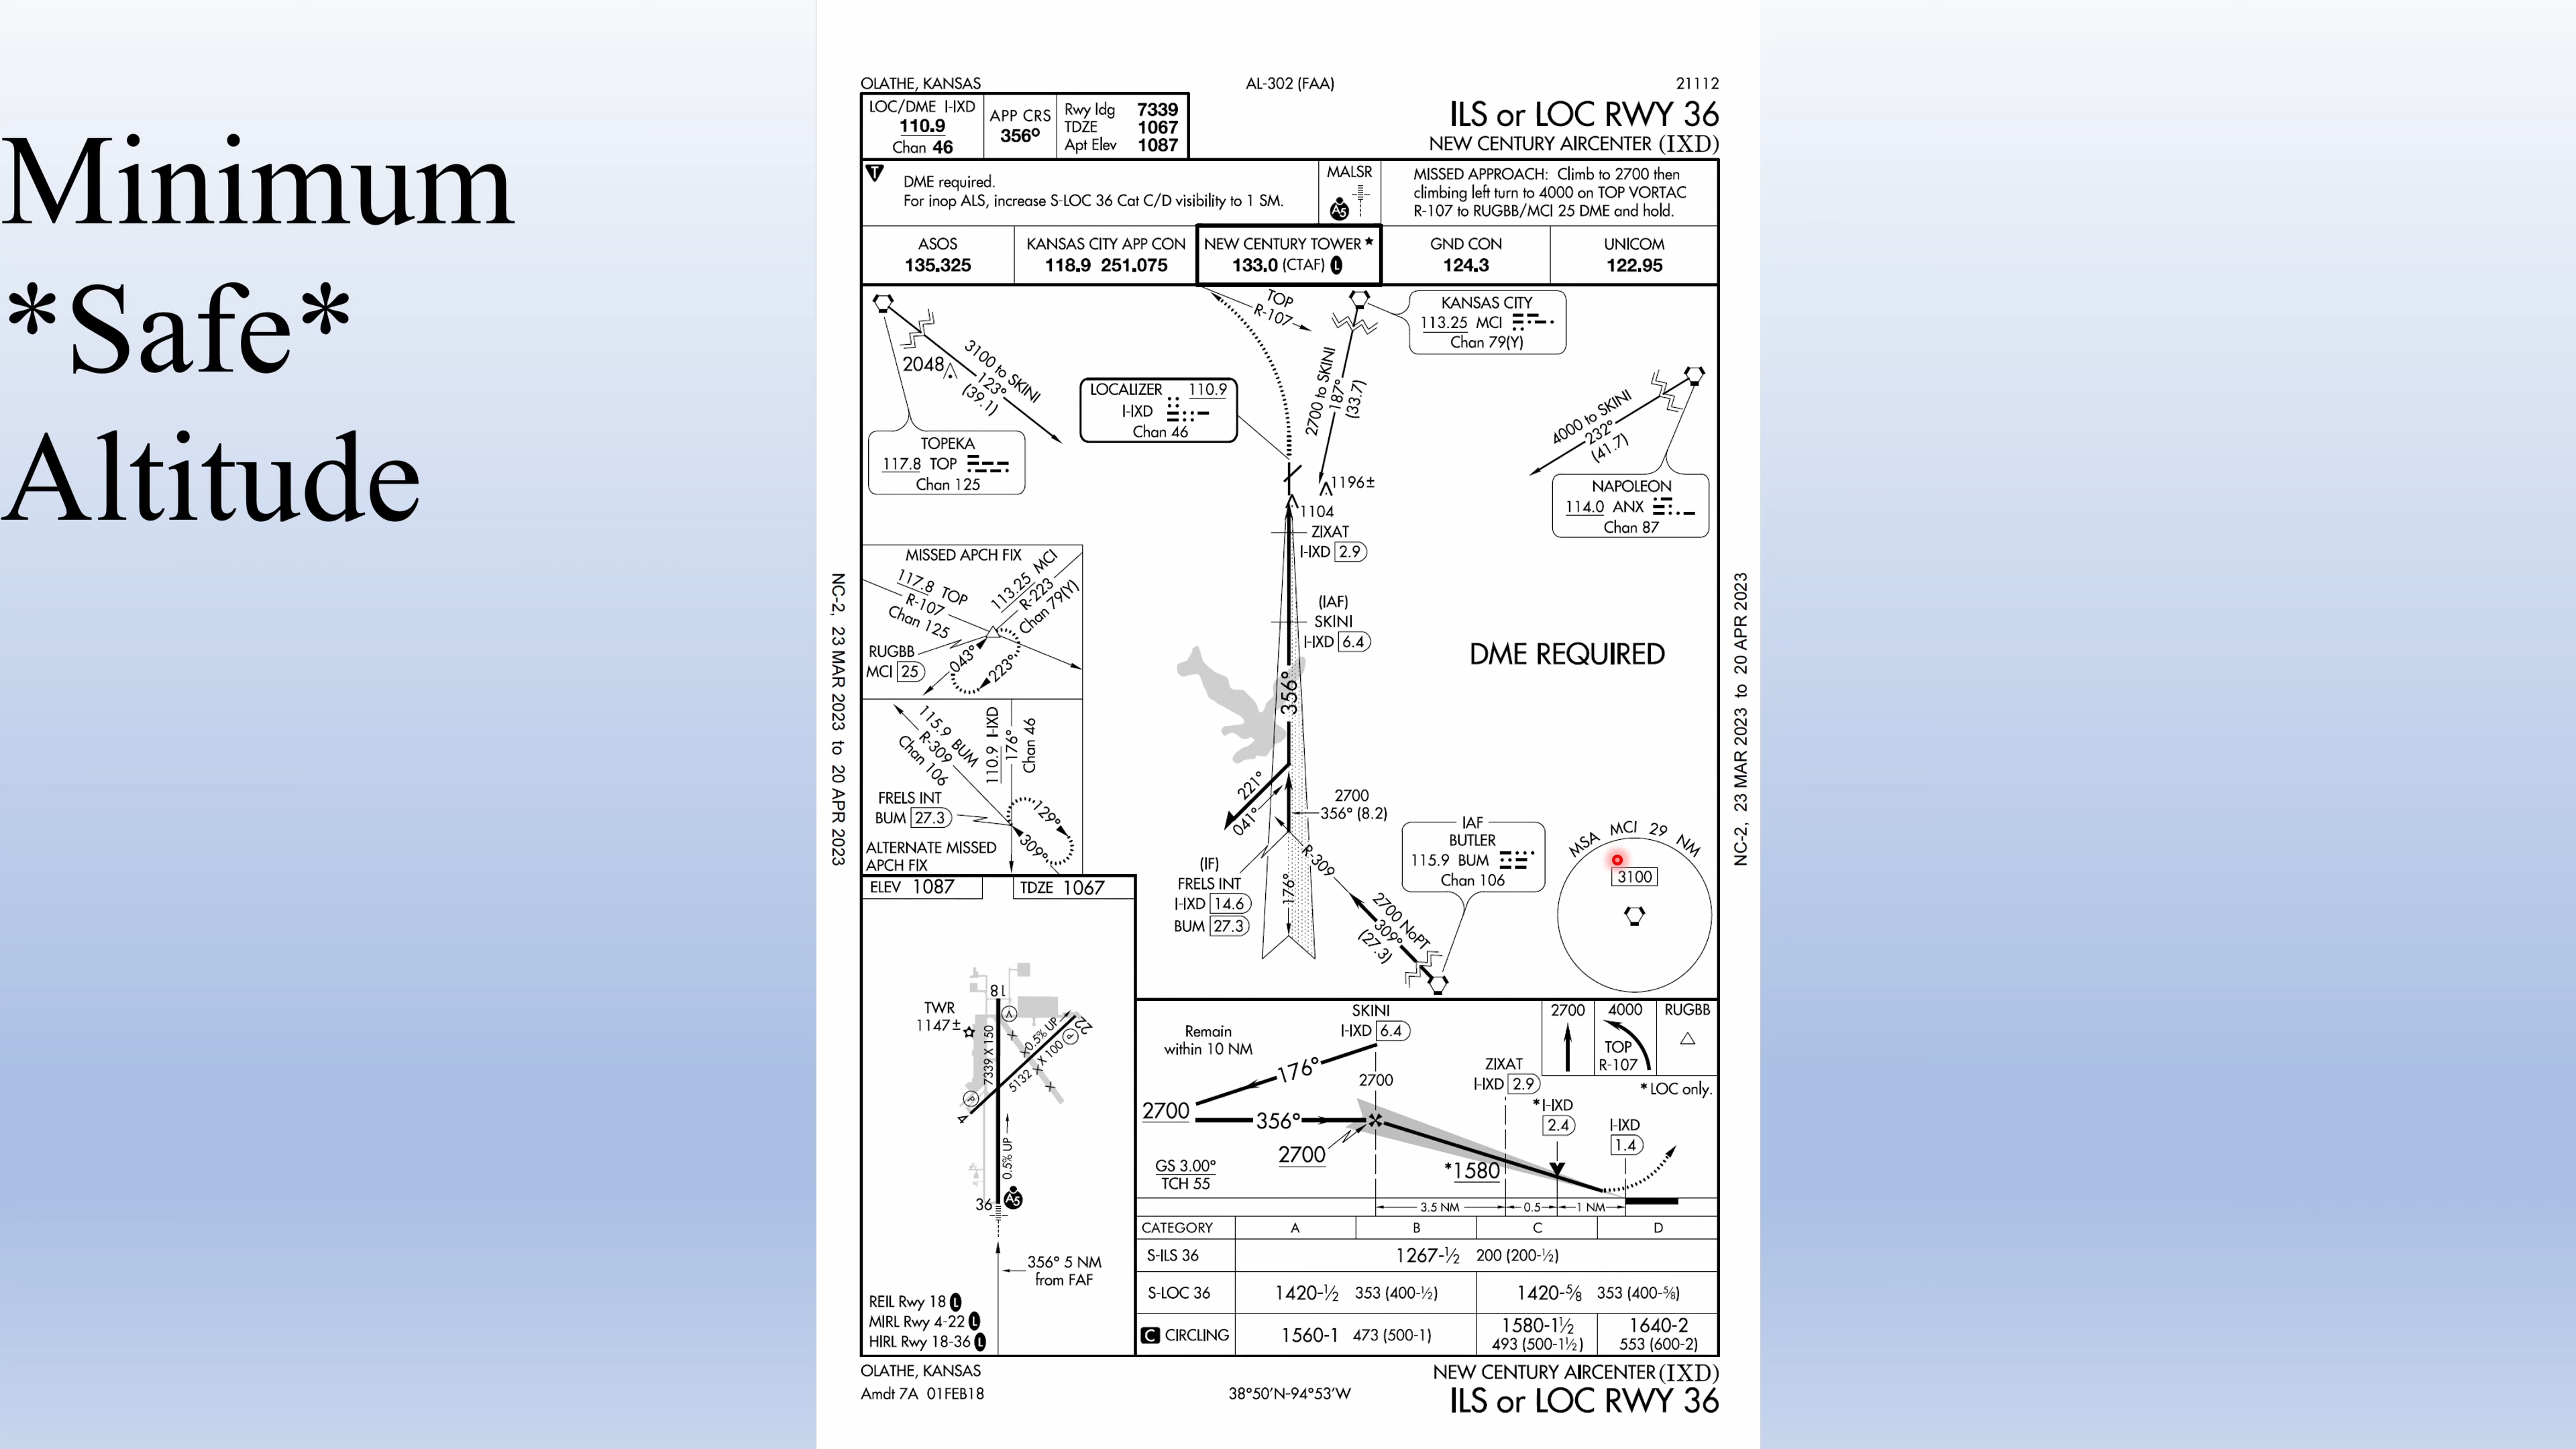 Minimum
*Safe*
Altitude
OLATHE, KANSAS
AL-302 (FAA)
21112
LOC/DME I-IXD
110.9
Chan 46
APP CRS
356°
Rwy ldg 7339
TDZE 1067
Apt Elev 1087
ILS or LOC RWY 36
NEW CENTURY AIRCENTER (IXD)
T
DME required.
For inop ALS, increase S-LOC 36 Cat C/D visibility to 1 SM.
MALSR
A5
MISSED APPROACH: Climb to 2700 then
climbing left turn to 4000 on TOP VORTAC
R-107 to RUGBB/MCI 25 DME and hold.
ASOS
135.325
KANSAS CITY APP CON
118.9 251.075
NEW CENTURY TOWER★
133.0 (CTAF) L
GND CON
124.3
UNICOM
122.95
TOP
R-107
KANSAS CITY
113.25 MCI
Chan 79(Y)
2048
3100 to SKINI
123°
(39.1)
LOCALIZER 110.9
I-IXD
Chan 46
2700 to SKINI
187°
(33.7)
4000 to SKINI
232°
(41.7)
TOPEKA
117.8 TOP
Chan 125
NAPOLEON
114.0 ANX
Chan 87
1196±
1104
ZIXAT
I-IXD 2.9
(IAF)
SKINI
I-IXD 6.4
DME REQUIRED
MISSED APCH FIX
117.8 TOP
R-107
Chan 125
113.25 MCI
R-223
Chan 79(Y)
RUGBB
MCI 25
043°
223°
356°
115.9 BUM
R-309
Chan 106
110.9 I-IXD
176°
Chan 46
FRELS INT
BUM 27.3
129°
309°
ALTERNATE MISSED
APCH FIX
221°
041°
2700
356° (8.2)
R-309
176°
(IF)
FRELS INT
I-IXD 14.6
BUM 27.3
IAF
BUTLER
115.9 BUM
Chan 106
2700 NoPT
309°
(27.3)
MSA MCI 29 NM
3100
NC-2, 23 MAR 2023 to 20 APR 2023
NC-2, 23 MAR 2023 to 20 APR 2023
ELEV 1087
TDZE 1067
TWR
1147±
18
22
4
36
7339 X 150
0.5% UP
5132 X 100
0.5% UP
V
P
P
A5
356° 5 NM
from FAF
REIL Rwy 18 L
MIRL Rwy 4-22 L
HIRL Rwy 18-36 L
Remain
within 10 NM
SKINI
I-IXD 6.4
2700
4000
TOP
R-107
RUGBB
176°
2700
ZIXAT
I-IXD 2.9
*LOC only.
*I-IXD
2.4
I-IXD
1.4
2700
356°
2700
*1580
GS 3.00°
TCH 55
3.5 NM
0.5
1 NM
CATEGORY A B C D
S-ILS 36 1267-½ 200 (200-½)
S-LOC 36 1420-½ 353 (400-½) 1420-⅝ 353 (400-⅝)
C CIRCLING 1560-1 473 (500-1) 1580-1½ 493 (500-1½) 1640-2 553 (600-2)
OLATHE, KANSAS
Amdt 7A 01FEB18
38°50'N-94°53'W
NEW CENTURY AIRCENTER (IXD)
ILS or LOC RWY 36